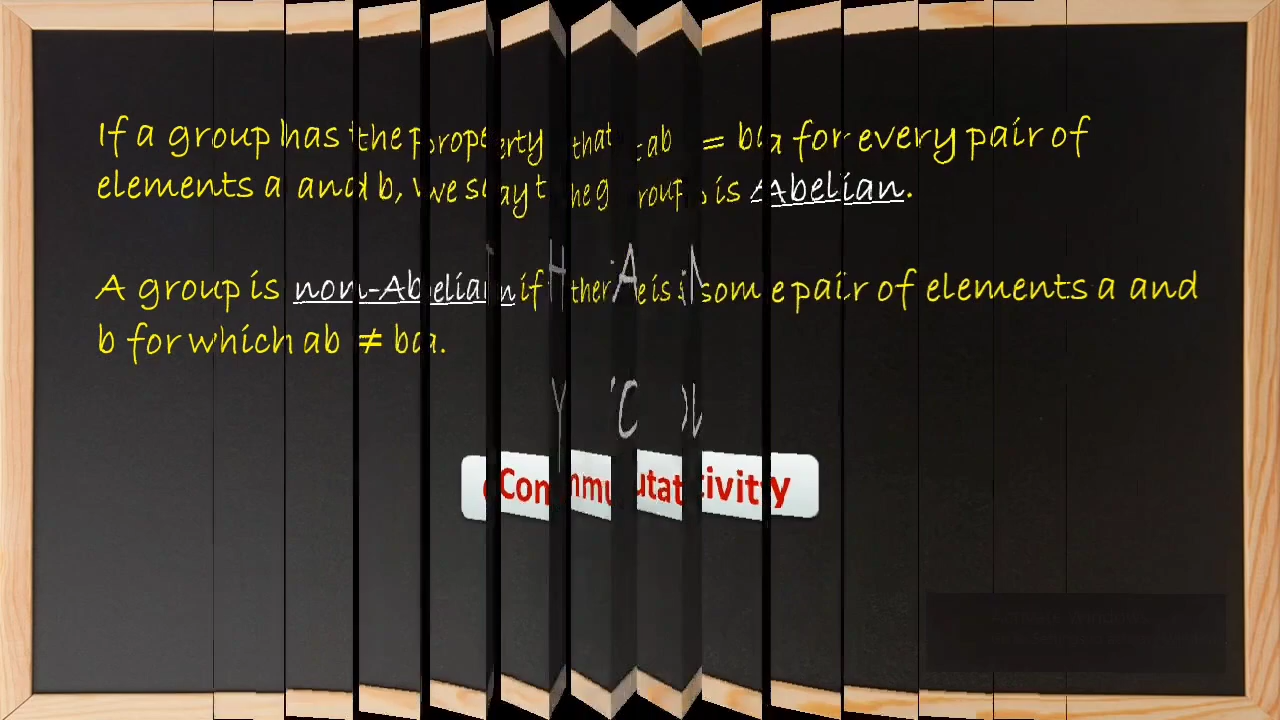 If a group has the property that ab = ba for every pair of
elements a and b, we say the group is Abelian.
A group is non-Abelian if there is some pair of elements a and
b for which ab ≠ ba.
Commutativity